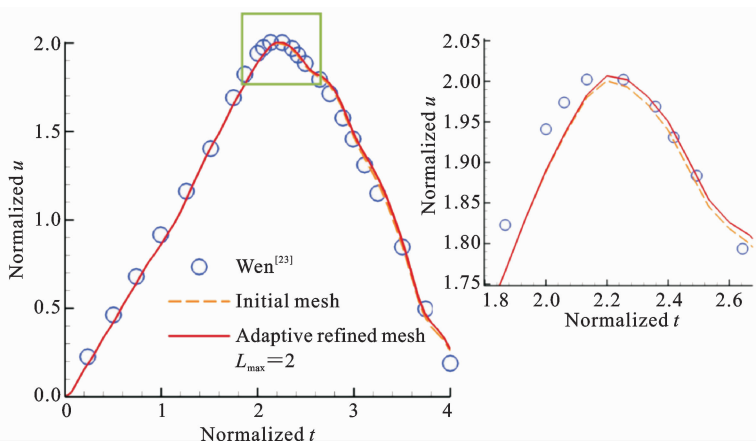 2.0
1.5
1.0
0.5
0.0
0
1
2
3
4
Normalized u
Normalized t
Wen[23]
Initial mesh
Adaptive refined mesh
Lmax=2
2.05
2.00
1.95
1.90
1.85
1.80
1.75
1.8
2.0
2.2
2.4
2.6
Normalized u
Normalized t